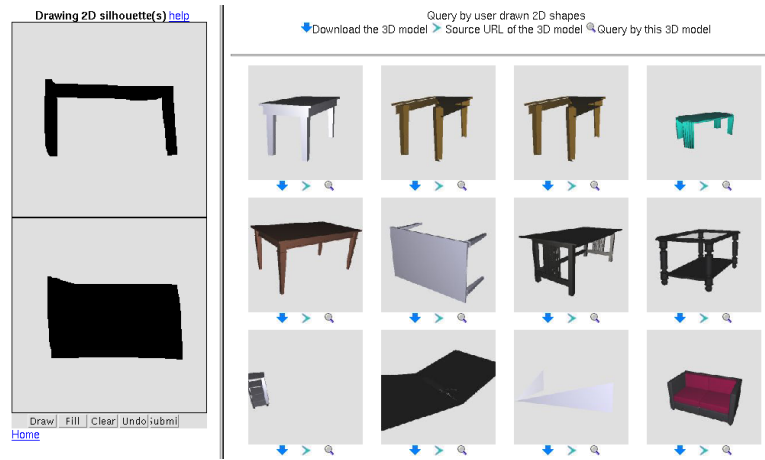 Drawing 2D silhouette(s) help
Query by user drawn 2D shapes
Download the 3D model Source URL of the 3D model Query by this 3D model
Draw Fill Clear Undo Submi
Home